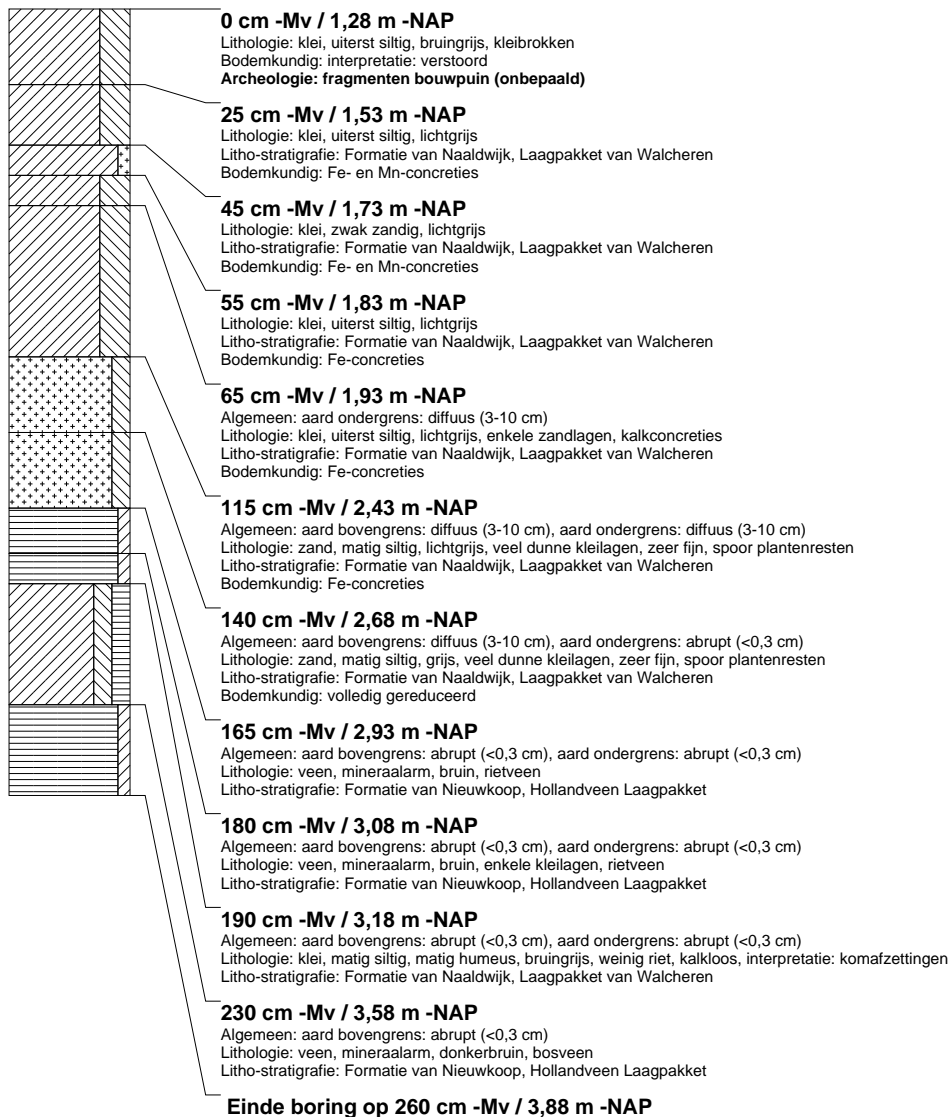 0 cm -Mv / 1,28 m -NAP
Lithologie: klei, uiterst siltig, bruingrijs, kleibrokken
Bodemkundig: interpretatie: verstoord
Archeologie: fragmenten bouwpuin (onbepaald)
25 cm -Mv / 1,53 m -NAP
Lithologie: klei, uiterst siltig, lichtgrijs
Litho-stratigrafie: Formatie van Naaldwijk, Laagpakket van Walcheren
Bodemkundig: Fe- en Mn-concreties
45 cm -Mv / 1,73 m -NAP
Lithologie: klei, zwak zandig, lichtgrijs
Litho-stratigrafie: Formatie van Naaldwijk, Laagpakket van Walcheren
Bodemkundig: Fe- en Mn-concreties
55 cm -Mv / 1,83 m -NAP
Lithologie: klei, uiterst siltig, lichtgrijs
Litho-stratigrafie: Formatie van Naaldwijk, Laagpakket van Walcheren
Bodemkundig: Fe-concreties
65 cm -Mv / 1,93 m -NAP
Algemeen: aard ondergrens: diffuus (3-10 cm)
Lithologie: klei, uiterst siltig, lichtgrijs, enkele zandlagen, kalkconcreties
Litho-stratigrafie: Formatie van Naaldwijk, Laagpakket van Walcheren
Bodemkundig: Fe-concreties
115 cm -Mv / 2,43 m -NAP
Algemeen: aard bovengrens: diffuus (3-10 cm), aard ondergrens: diffuus (3-10 cm)
Lithologie: zand, matig siltig, lichtgrijs, veel dunne kleilagen, zeer fijn, spoor plantenresten
Litho-stratigrafie: Formatie van Naaldwijk, Laagpakket van Walcheren
Bodemkundig: Fe-concreties
140 cm -Mv / 2,68 m -NAP
Algemeen: aard bovengrens: diffuus (3-10 cm), aard ondergrens: abrupt (<0,3 cm)
Lithologie: zand, matig siltig, grijs, veel dunne kleilagen, zeer fijn, spoor plantenresten
Litho-stratigrafie: Formatie van Naaldwijk, Laagpakket van Walcheren
Bodemkundig: volledig gereduceerd
165 cm -Mv / 2,93 m -NAP
Algemeen: aard bovengrens: abrupt (<0,3 cm), aard ondergrens: abrupt (<0,3 cm)
Lithologie: veen, mineraalarm, bruin, rietveen
Litho-stratigrafie: Formatie van Nieuwkoop, Hollandveen Laagpakket
180 cm -Mv / 3,08 m -NAP
Algemeen: aard bovengrens: abrupt (<0,3 cm), aard ondergrens: abrupt (<0,3 cm)
Lithologie: veen, mineraalarm, bruin, enkele kleilagen, rietveen
Litho-stratigrafie: Formatie van Nieuwkoop, Hollandveen Laagpakket
190 cm -Mv / 3,18 m -NAP
Algemeen: aard bovengrens: abrupt (<0,3 cm), aard ondergrens: abrupt (<0,3 cm)
Lithologie: klei, matig siltig, matig humeus, bruingrijs, weinig riet, kalkloos, interpretatie: komafzettingen
Litho-stratigrafie: Formatie van Naaldwijk, Laagpakket van Walcheren
230 cm -Mv / 3,58 m -NAP
Algemeen: aard bovengrens: abrupt (<0,3 cm)
Lithologie: veen, mineraalarm, donkerbruin, bosveen
Litho-stratigrafie: Formatie van Nieuwkoop, Hollandveen Laagpakket
Einde boring op 260 cm -Mv / 3,88 m -NAP